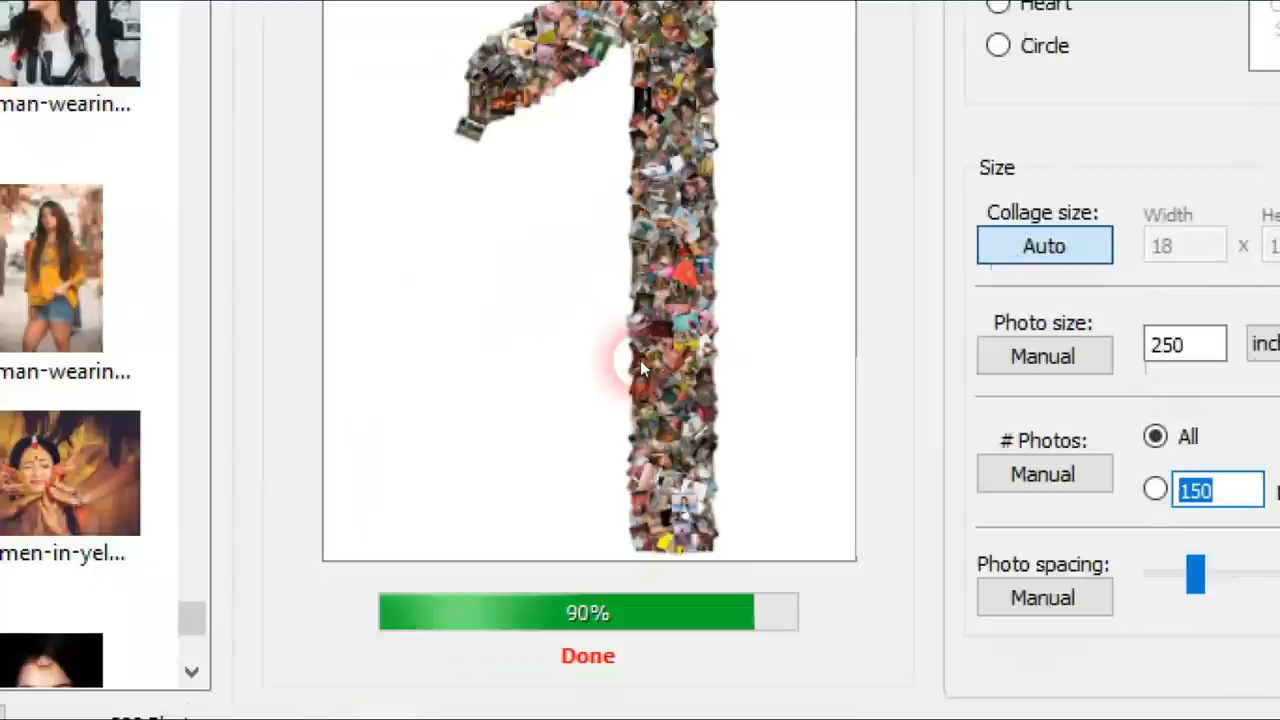 Heart
Circle
man-wearin...
Size
Collage size:
Width
Auto
18
x
Photo size:
Manual
250
man-wearin...
# Photos:
All
Manual
150
men-in-yel...
Photo spacing:
Manual
90%
Done